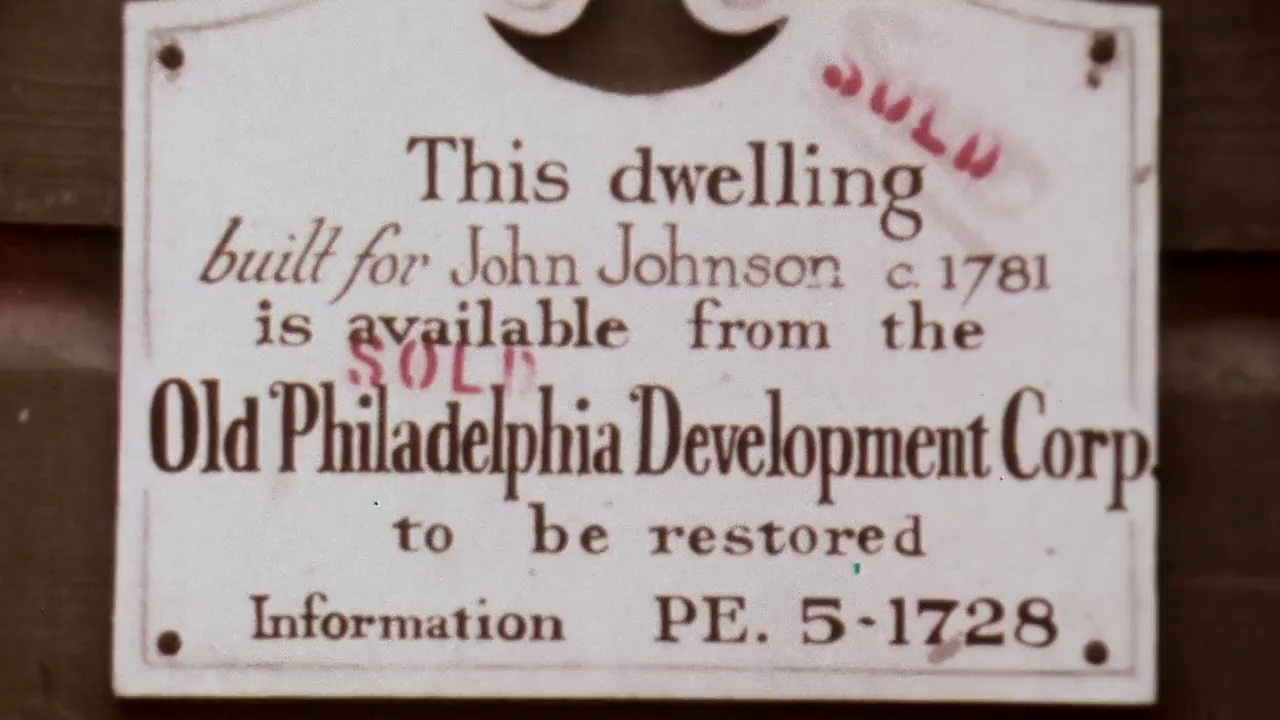 SOLD
This dwelling
built for John Johnson c. 1781
is available from the
SOLD
Old Philadelphia Development Corp.
to be restored
Information PE. 5-1728